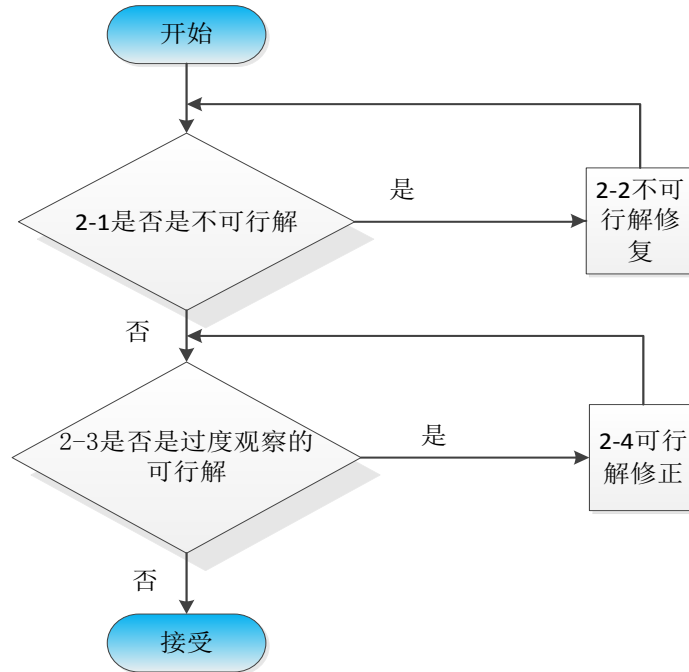 开始
2-1是否是不可行解
是
2-2不可
行解修
复
否
2-3是否是过度观察的
可行解
是
2-4可行
解修正
否
接受